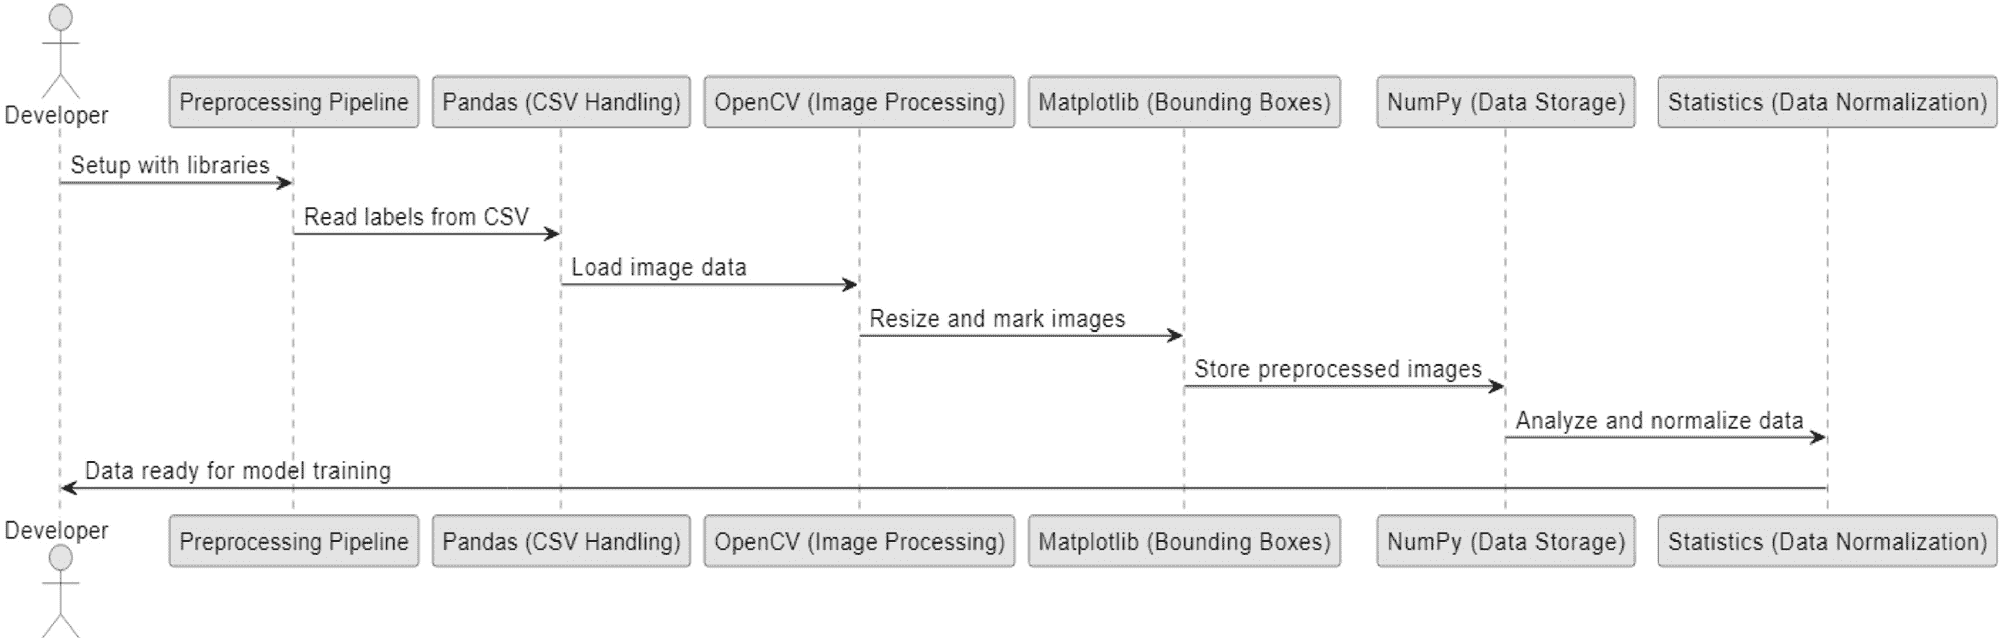 Developer
Preprocessing Pipeline
Pandas (CSV Handling)
OpenCV (Image Processing)
Matplotlib (Bounding Boxes)
NumPy (Data Storage)
Statistics (Data Normalization)
Setup with libraries
Read labels from CSV
Load image data
Resize and mark images
Store preprocessed images
Analyze and normalize data
Data ready for model training
Developer
Preprocessing Pipeline
Pandas (CSV Handling)
OpenCV (Image Processing)
Matplotlib (Bounding Boxes)
NumPy (Data Storage)
Statistics (Data Normalization)